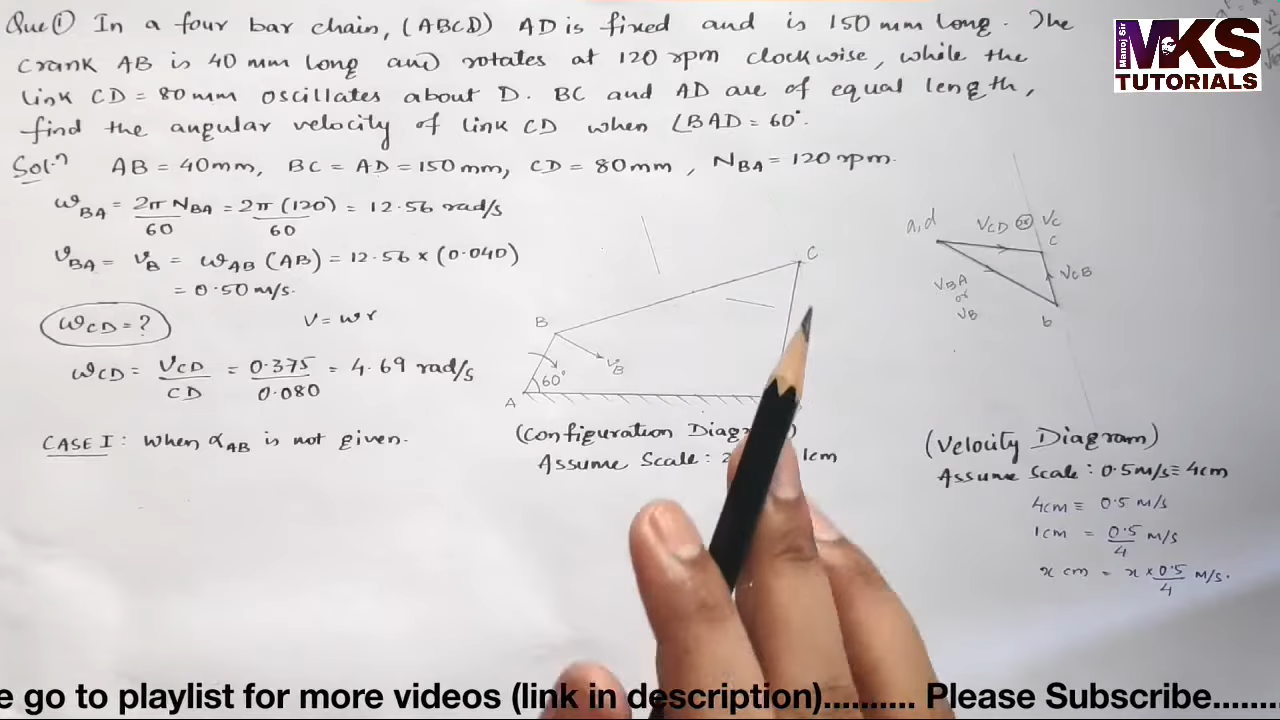 Que① In a four bar chain, (ABCD) AD is fixed and is 150 mm long. The
crank AB is 40 mm long and rotates at 120 rpm clockwise, while the
link CD = 80mm oscillates about D. BC and AD are of equal length,
find the angular velocity of link CD when ∠BAD = 60°.
Manoj Sir
MKS
TUTORIALS
Solⁿ AB = 40mm, BC = AD = 150 mm, CD = 80mm, N_BA = 120 rpm.
ω_BA = 2π N_BA / 60 = 2π (120) / 60 = 12.56 rad/s
v_BA = v_B = ω_AB (AB) = 12.56 × (0.040)
= 0.50 m/s.
ω_CD = ?
V = ωr
ω_CD = V_CD / CD = 0.375 / 0.080 = 4.69 rad/s
CASE I : When α_AB is not given.
C
B
V_B
60°
A
(Configuration Diag
Assume Scale : 1cm
a,d
V_CD or V_C
c
V_CB
V_BA
or
V_B
b
(Velocity Diagram)
Assume Scale : 0.5 m/s ≡ 4cm
4cm ≡ 0.5 m/s
1cm = 0.5/4 m/s
x cm = x × 0.5/4 m/s.
e go to playlist for more videos (link in description).......... Please Subscribe........